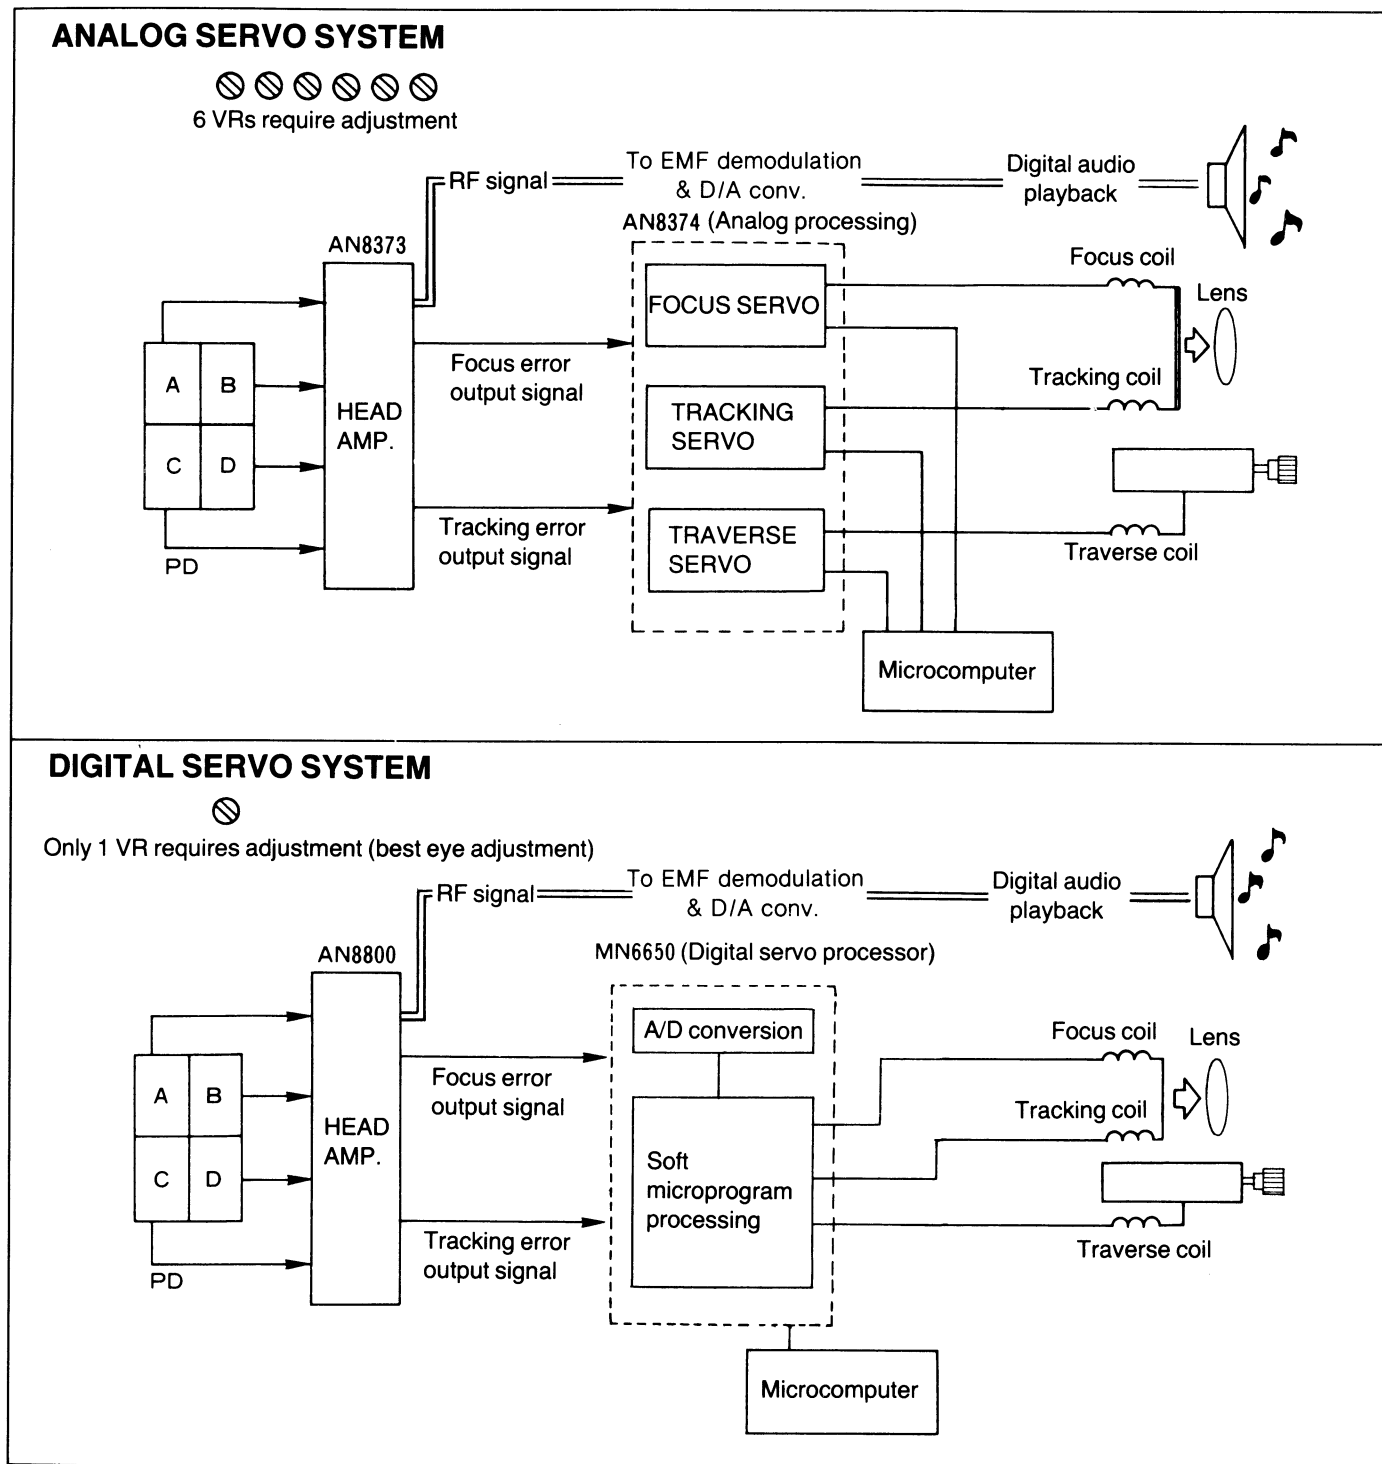 ANALOG SERVO SYSTEM
6 VRs require adjustment
RF signal
To EMF demodulation
& D/A conv.
Digital audio
playback
AN8373
AN8374 (Analog processing)
Focus coil
Lens
FOCUS SERVO
A B
C D
HEAD
AMP.
Focus error
output signal
Tracking coil
TRACKING
SERVO
Tracking error
output signal
TRAVERSE
SERVO
Traverse coil
PD
Microcomputer
DIGITAL SERVO SYSTEM
Only 1 VR requires adjustment (best eye adjustment)
RF signal
To EMF demodulation
& D/A conv.
Digital audio
playback
AN8800
MN6650 (Digital servo processor)
A/D conversion
Focus coil
Lens
A B
C D
HEAD
AMP.
Focus error
output signal
Tracking coil
Soft
microprogram
processing
Tracking error
output signal
Traverse coil
PD
Microcomputer